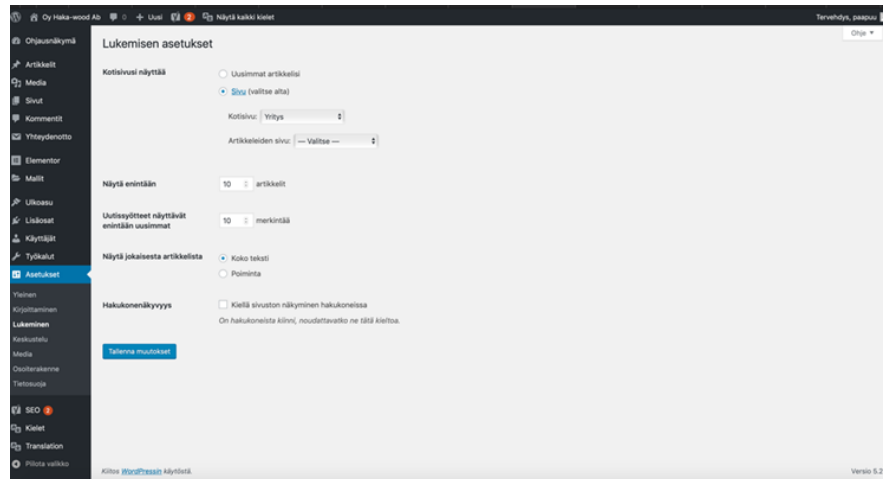 Oy Haka-wood Ab 0 + Uusi 2 Näytä kaikki kielet Tervehdys, paapuu
Ohjausnäkymä
Artikkelit
Media
Sivut
Kommentit
Yhteydenotto
Elementor
Mallit
Ulkoasu
Lisäosat
Käyttäjät
Työkalut
Asetukset
Yleinen
Kirjoittaminen
Lukeminen
Keskustelu
Media
Osoiterakenne
Tietosuoja
SEO 2
Kielet
Translation
Piilota valikko
Ohje
Lukemisen asetukset
Kotisivusi näyttää
Uusimmat artikkelisi
Sivu (valitse alta)
Kotisivu: Yritys
Artikkeleiden sivu: — Valitse —
Näytä enintään 10 artikkelit
Uutissyötteet näyttävät
enintään uusimmat
10 merkintää
Näytä jokaisesta artikkelista
Koko teksti
Poiminta
Hakukonenäkyvyys
Kiellä sivuston näkyminen hakukoneissa
On hakukoneista kiinni, noudattavatko ne tätä kieltoa.
Tallenna muutokset
Kiitos WordPressin käytöstä.
Versio 5.2